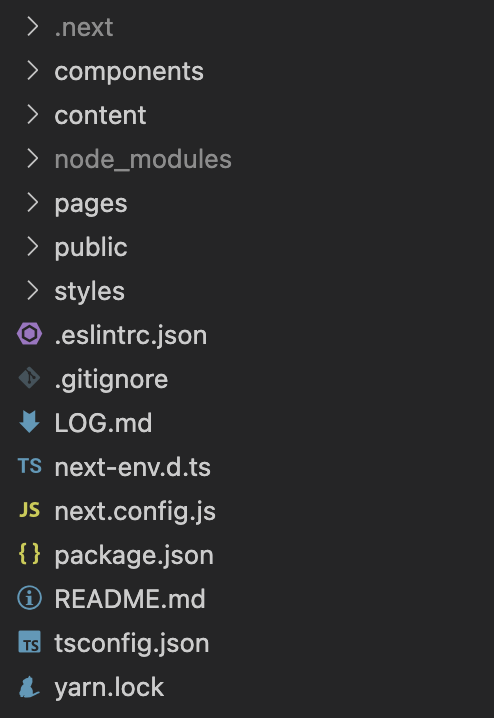 .next
components
content
node_modules
pages
public
styles
.eslintrc.json
.gitignore
LOG.md
TS next-env.d.ts
JS next.config.js
{} package.json
README.md
TS tsconfig.json
yarn.lock